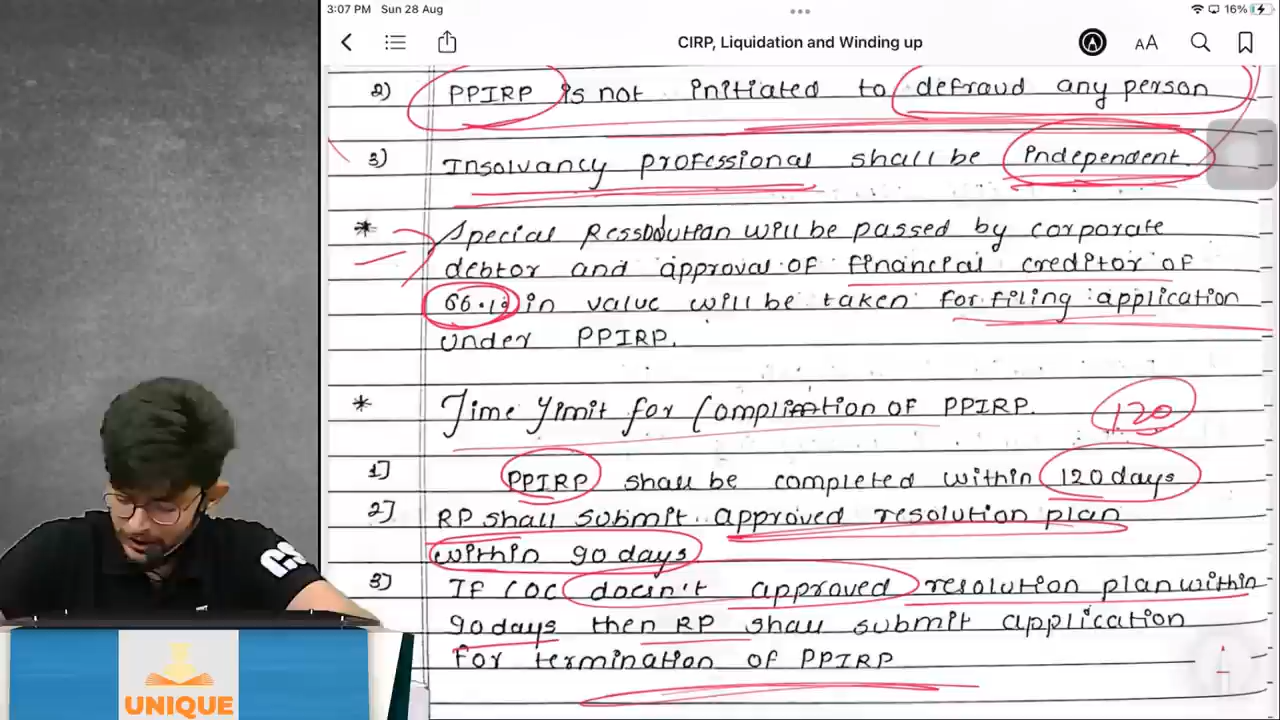 3:07 PM Sun 28 Aug
16%
CIRP, Liquidation and Winding up
AA
2) PPIRP is not initiated to defraud any person
3) Insolvancy professional shall be independent.
* Special Ressolution will be passed by corporate
debtor and approval of financial creditor of
66.1% in value will be taken for filing application
under PPIRP.
* Time limit for Complination of PPIRP. 120
1] PPIRP shall be completed within 120 days
2] RP shall submit approved resolution plan
within 90 days
3) If COC doesn't approved resolution plan within
90 days then RP shall submit application
for termination of PPIRP
CS
UNIQUE